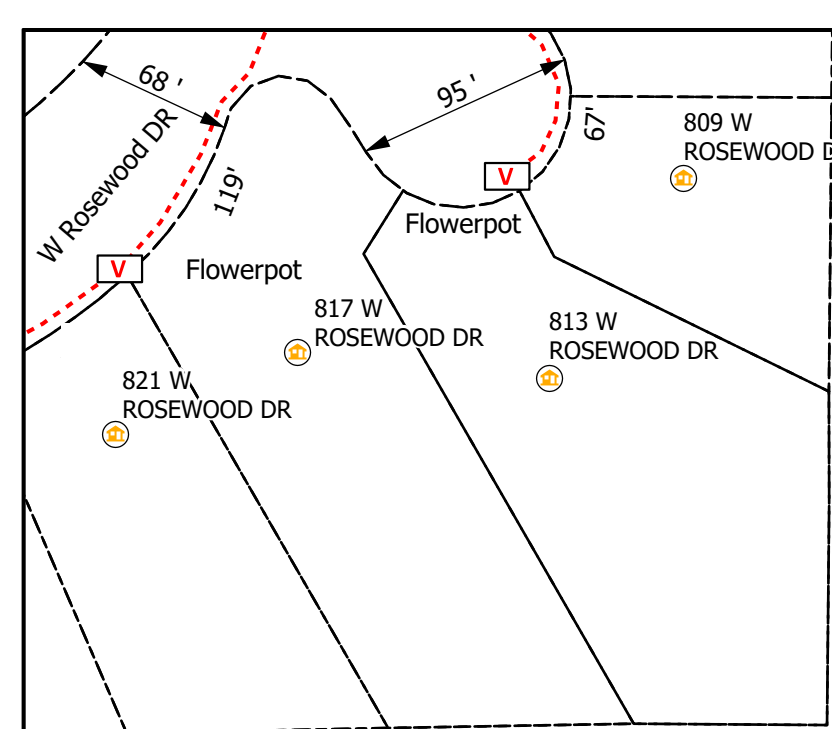 68 '
95 '
67'
809 W
ROSEWOOD D
W Rosewood DR
119'
V
Flowerpot
V
Flowerpot
817 W
ROSEWOOD DR
813 W
ROSEWOOD DR
821 W
ROSEWOOD DR